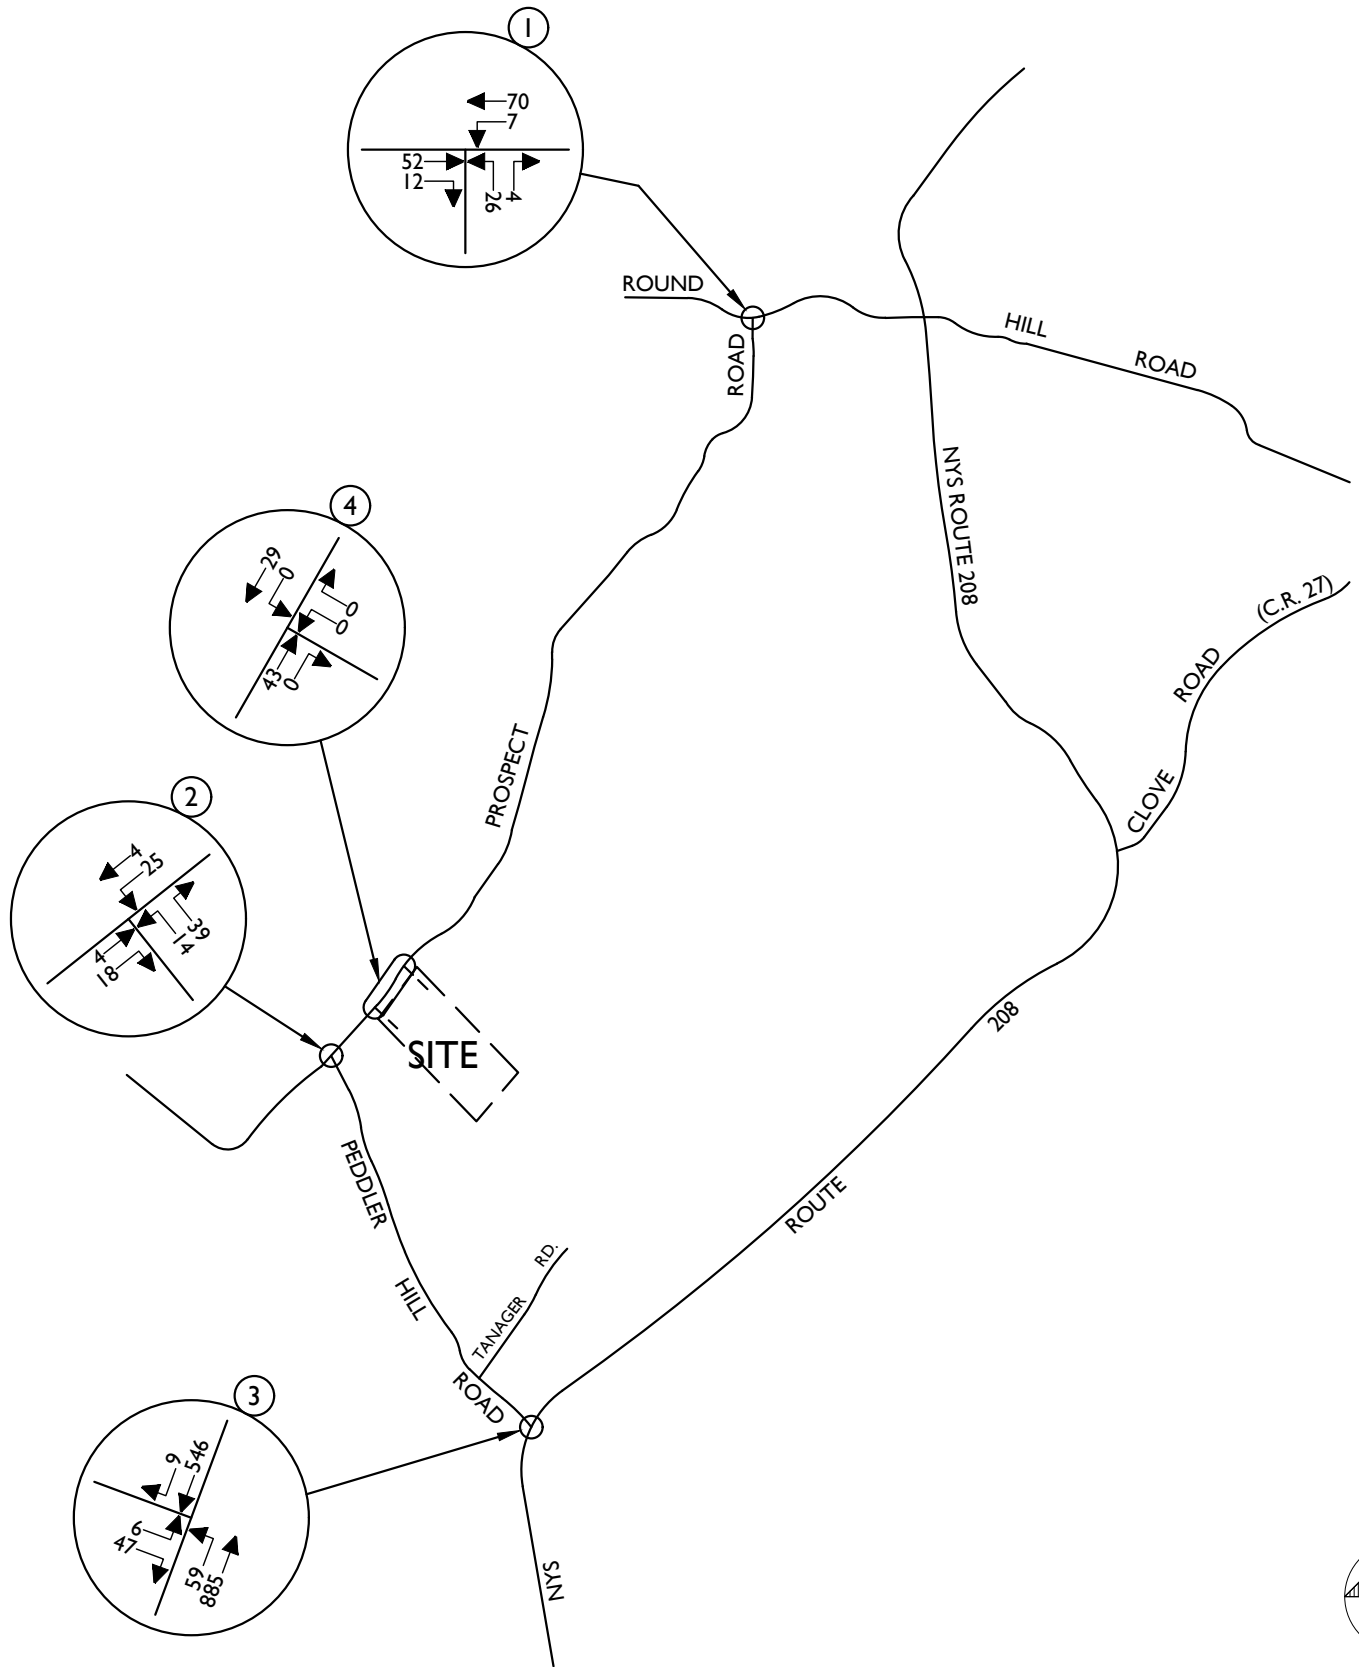 1
70
7
52
12
26
4
ROUND
HILL
ROAD
ROAD
4
29
0
0
0
43
0
NYS ROUTE 208
(C.R. 27)
ROAD
CLOVE
PROSPECT
2
4
25
39
14
4
18
SITE
208
ROUTE
PEDDLER
HILL
ROAD
TANAGER RD.
3
9
546
6
47
59
885
NYS